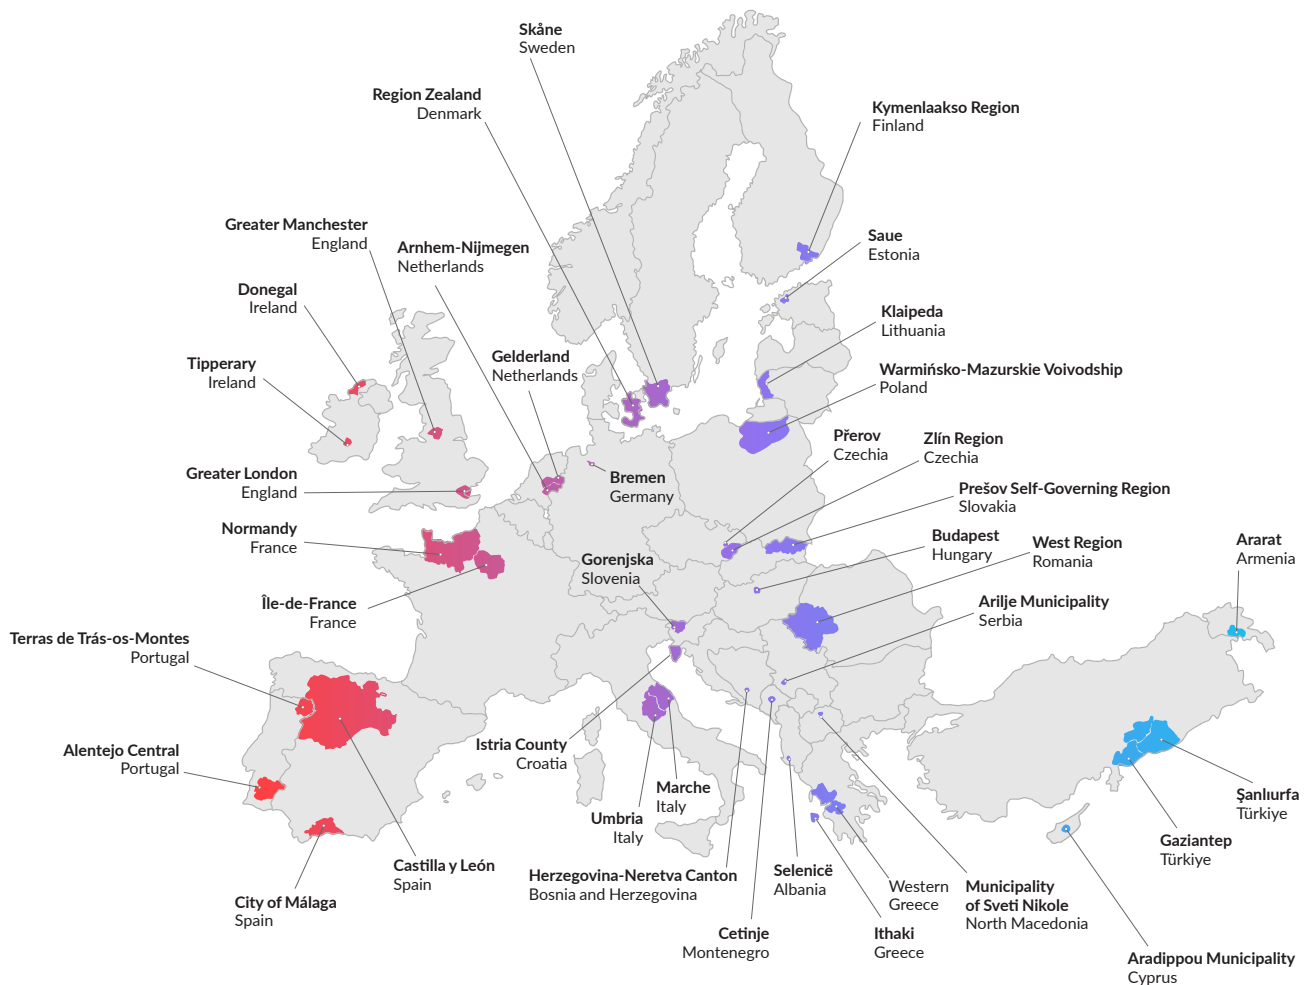 Skåne
Sweden
Region Zealand
Denmark
Kymenlaakso Region
Finland
Greater Manchester
England
Arnhem-Nijmegen
Netherlands
Saue
Estonia
Donegal
Ireland
Klaipeda
Lithuania
Tipperary
Ireland
Gelderland
Netherlands
Warmińsko-Mazurskie Voivodship
Poland
Přerov
Czechia
Zlín Region
Czechia
Greater London
England
Bremen
Germany
Prešov Self-Governing Region
Slovakia
Normandy
France
Budapest
Hungary
West Region
Romania
Ararat
Armenia
Gorenjska
Slovenia
Île-de-France
France
Arilje Municipality
Serbia
Terras de Trás-os-Montes
Portugal
Alentejo Central
Portugal
Istria County
Croatia
Marche
Italy
Umbria
Italy
Şanlıurfa
Türkiye
Gaziantep
Türkiye
Castilla y León
Spain
City of Málaga
Spain
Herzegovina-Neretva Canton
Bosnia and Herzegovina
Selenicë
Albania
Western
Greece
Municipality
of Sveti Nikole
North Macedonia
Cetinje
Montenegro
Ithaki
Greece
Aradippou Municipality
Cyprus